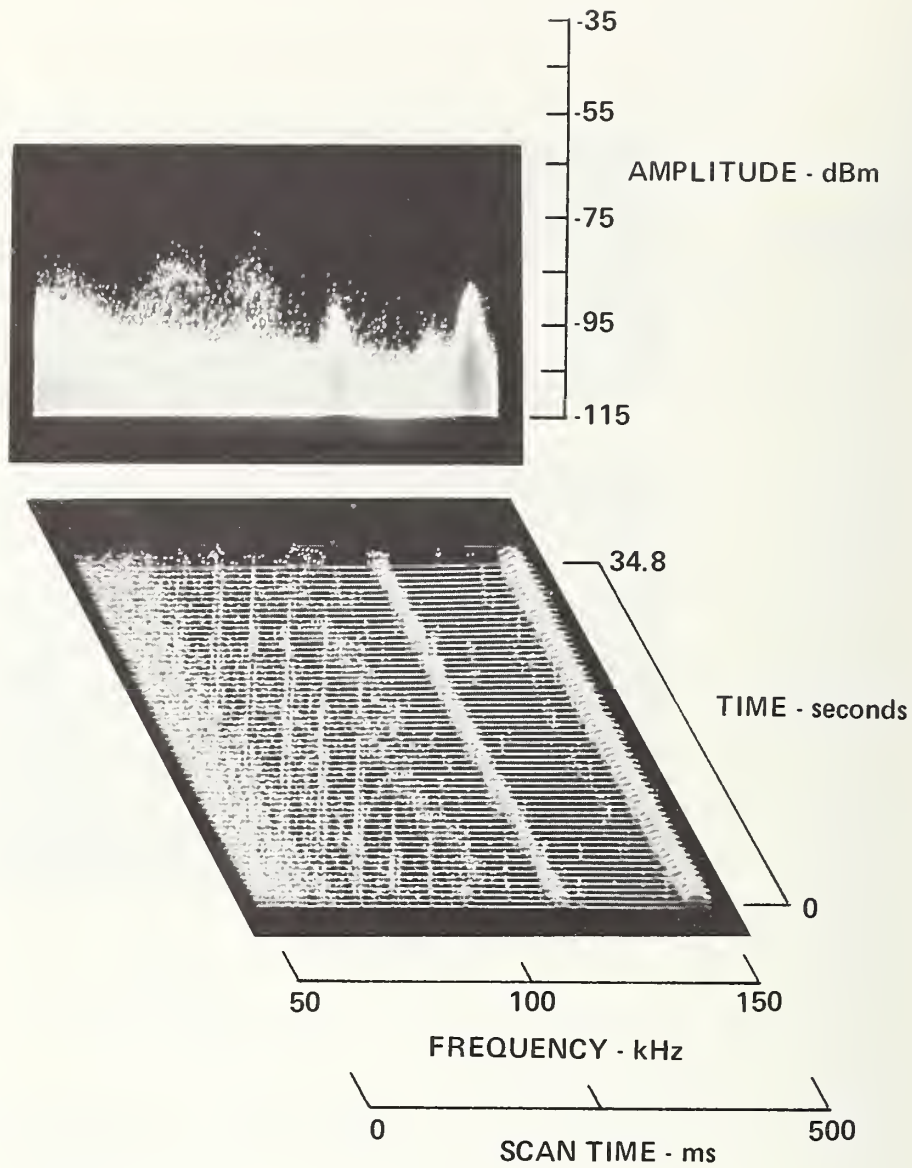 -35
-55
AMPLITUDE - dBm
-75
-95
-115
34.8
TIME - seconds
0
50 100 150
FREQUENCY - kHz
0 500
SCAN TIME - ms